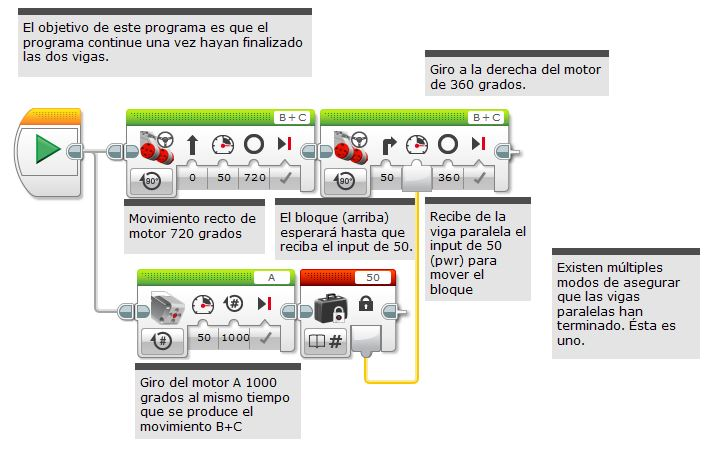 El objetivo de este programa es que el
programa continue una vez hayan finalizado
las dos vigas.
Giro a la derecha del motor
de 360 grados.
B+C
B+C
90°
0
50
720
90°
50
360
Movimiento recto de
motor 720 grados
El bloque (arriba)
esperará hasta que
reciba el input de 50.
Recibe de la
viga paralela el
input de 50
(pwr) para
mover el
bloque
Existen múltiples
modos de asegurar
que las vigas
paralelas han
terminado. Ésta es
uno.
A
50
#
#
50
1000
#
Giro del motor A 1000
grados al mismo tiempo
que se produce el
movimiento B+C